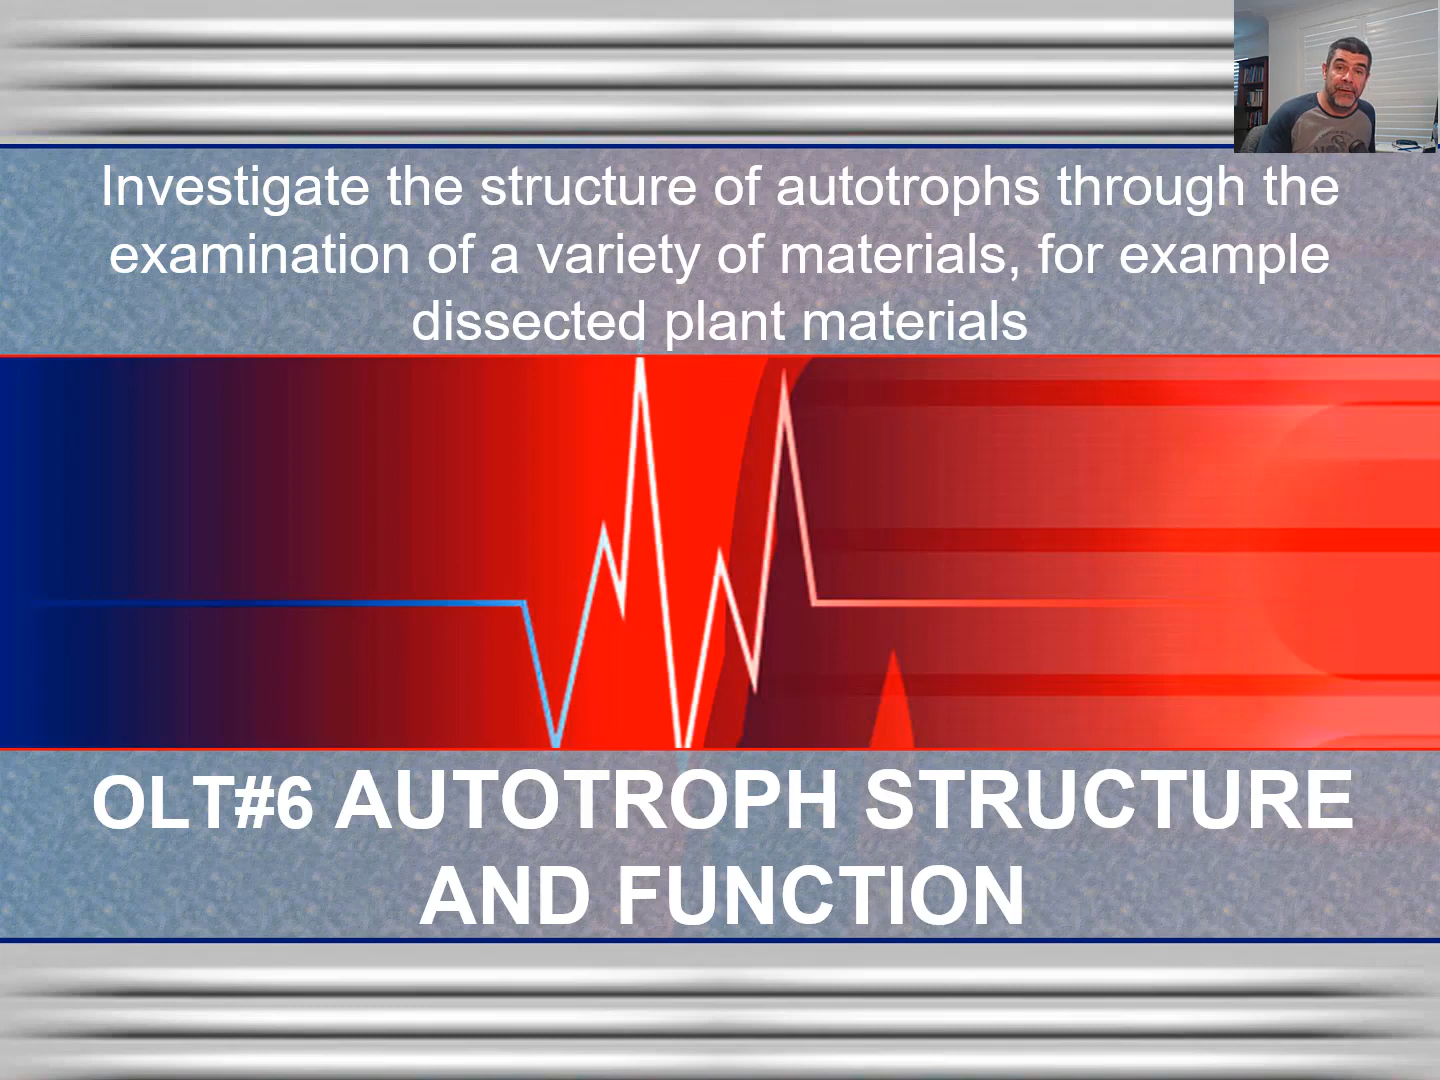 Investigate the structure of autotrophs through the
examination of a variety of materials, for example
dissected plant materials
OLT#6 AUTOTROPH STRUCTURE
AND FUNCTION